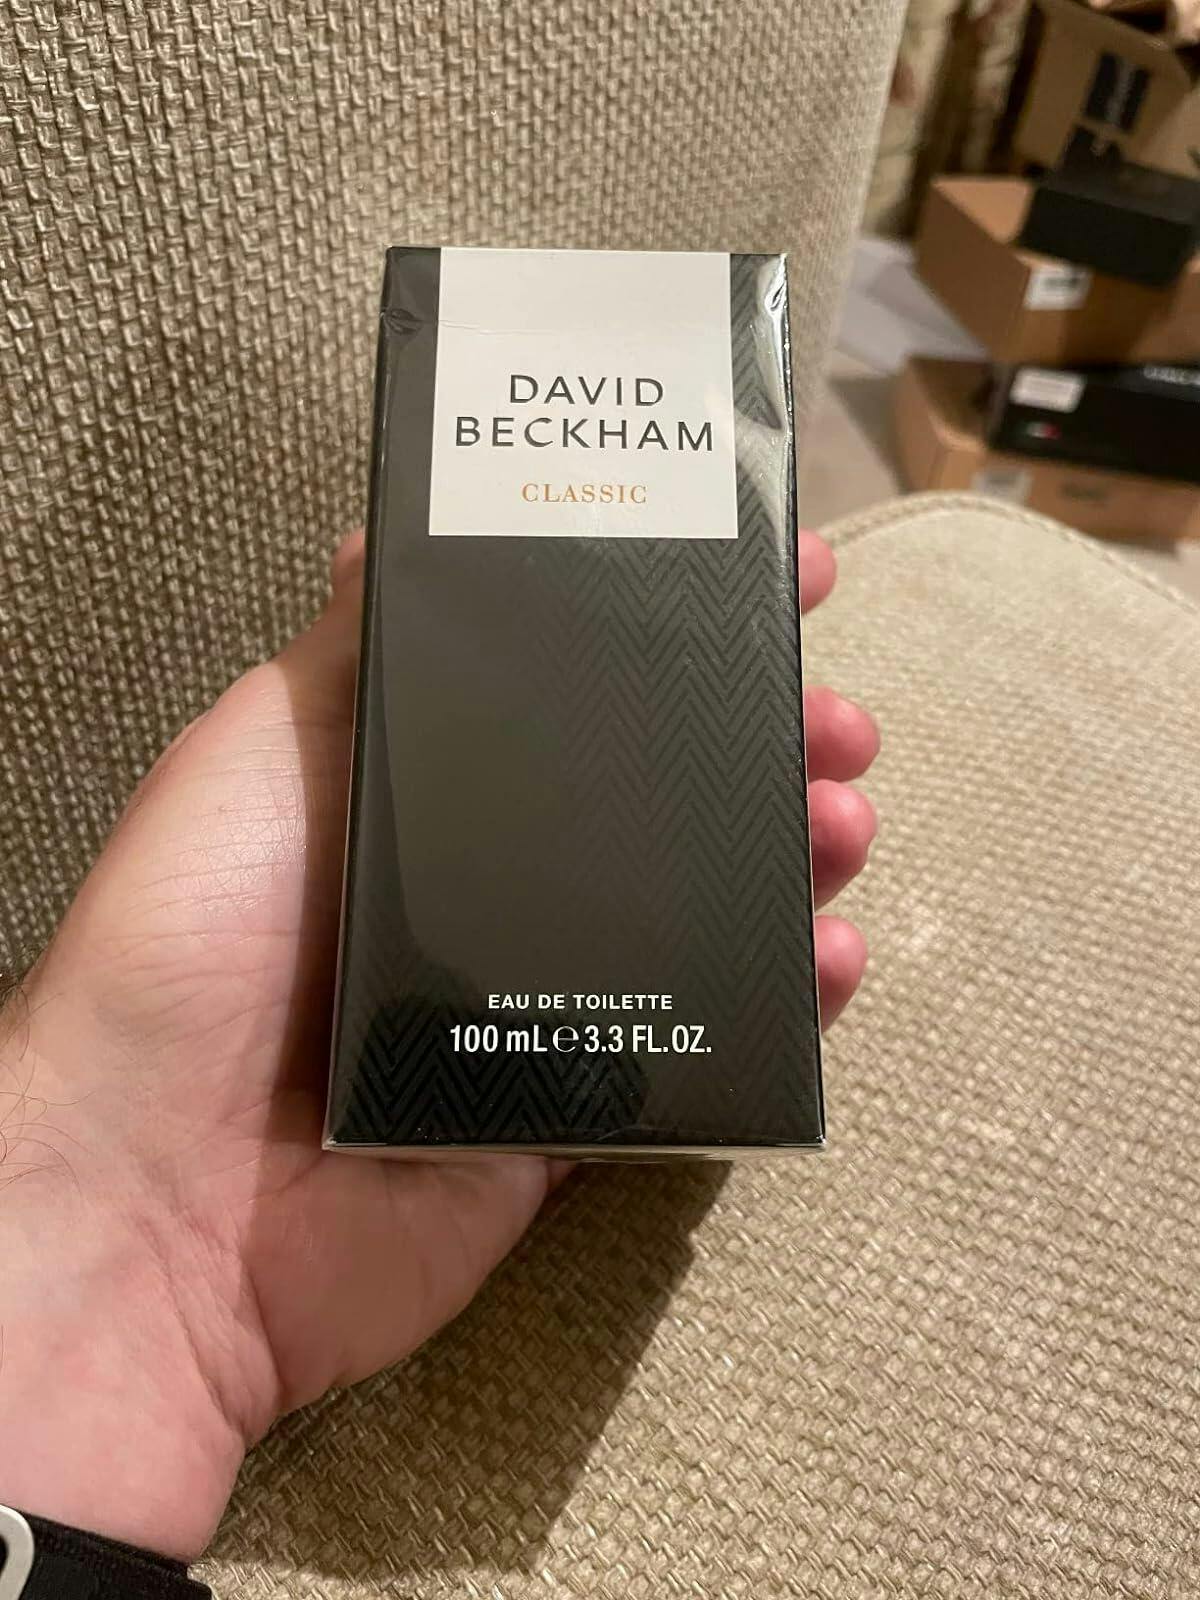 DAVID
BECKHAM
CLASSIC
EAU DE TOILETTE
100 mL ℮ 3.3 FL.OZ.